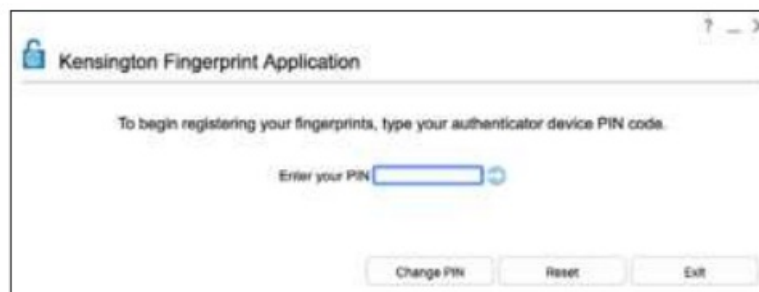 Kensington Fingerprint Application
To begin registering your fingerprints, type your authenticator device PIN code.
Enter your PIN
Change PIN Reset Exit